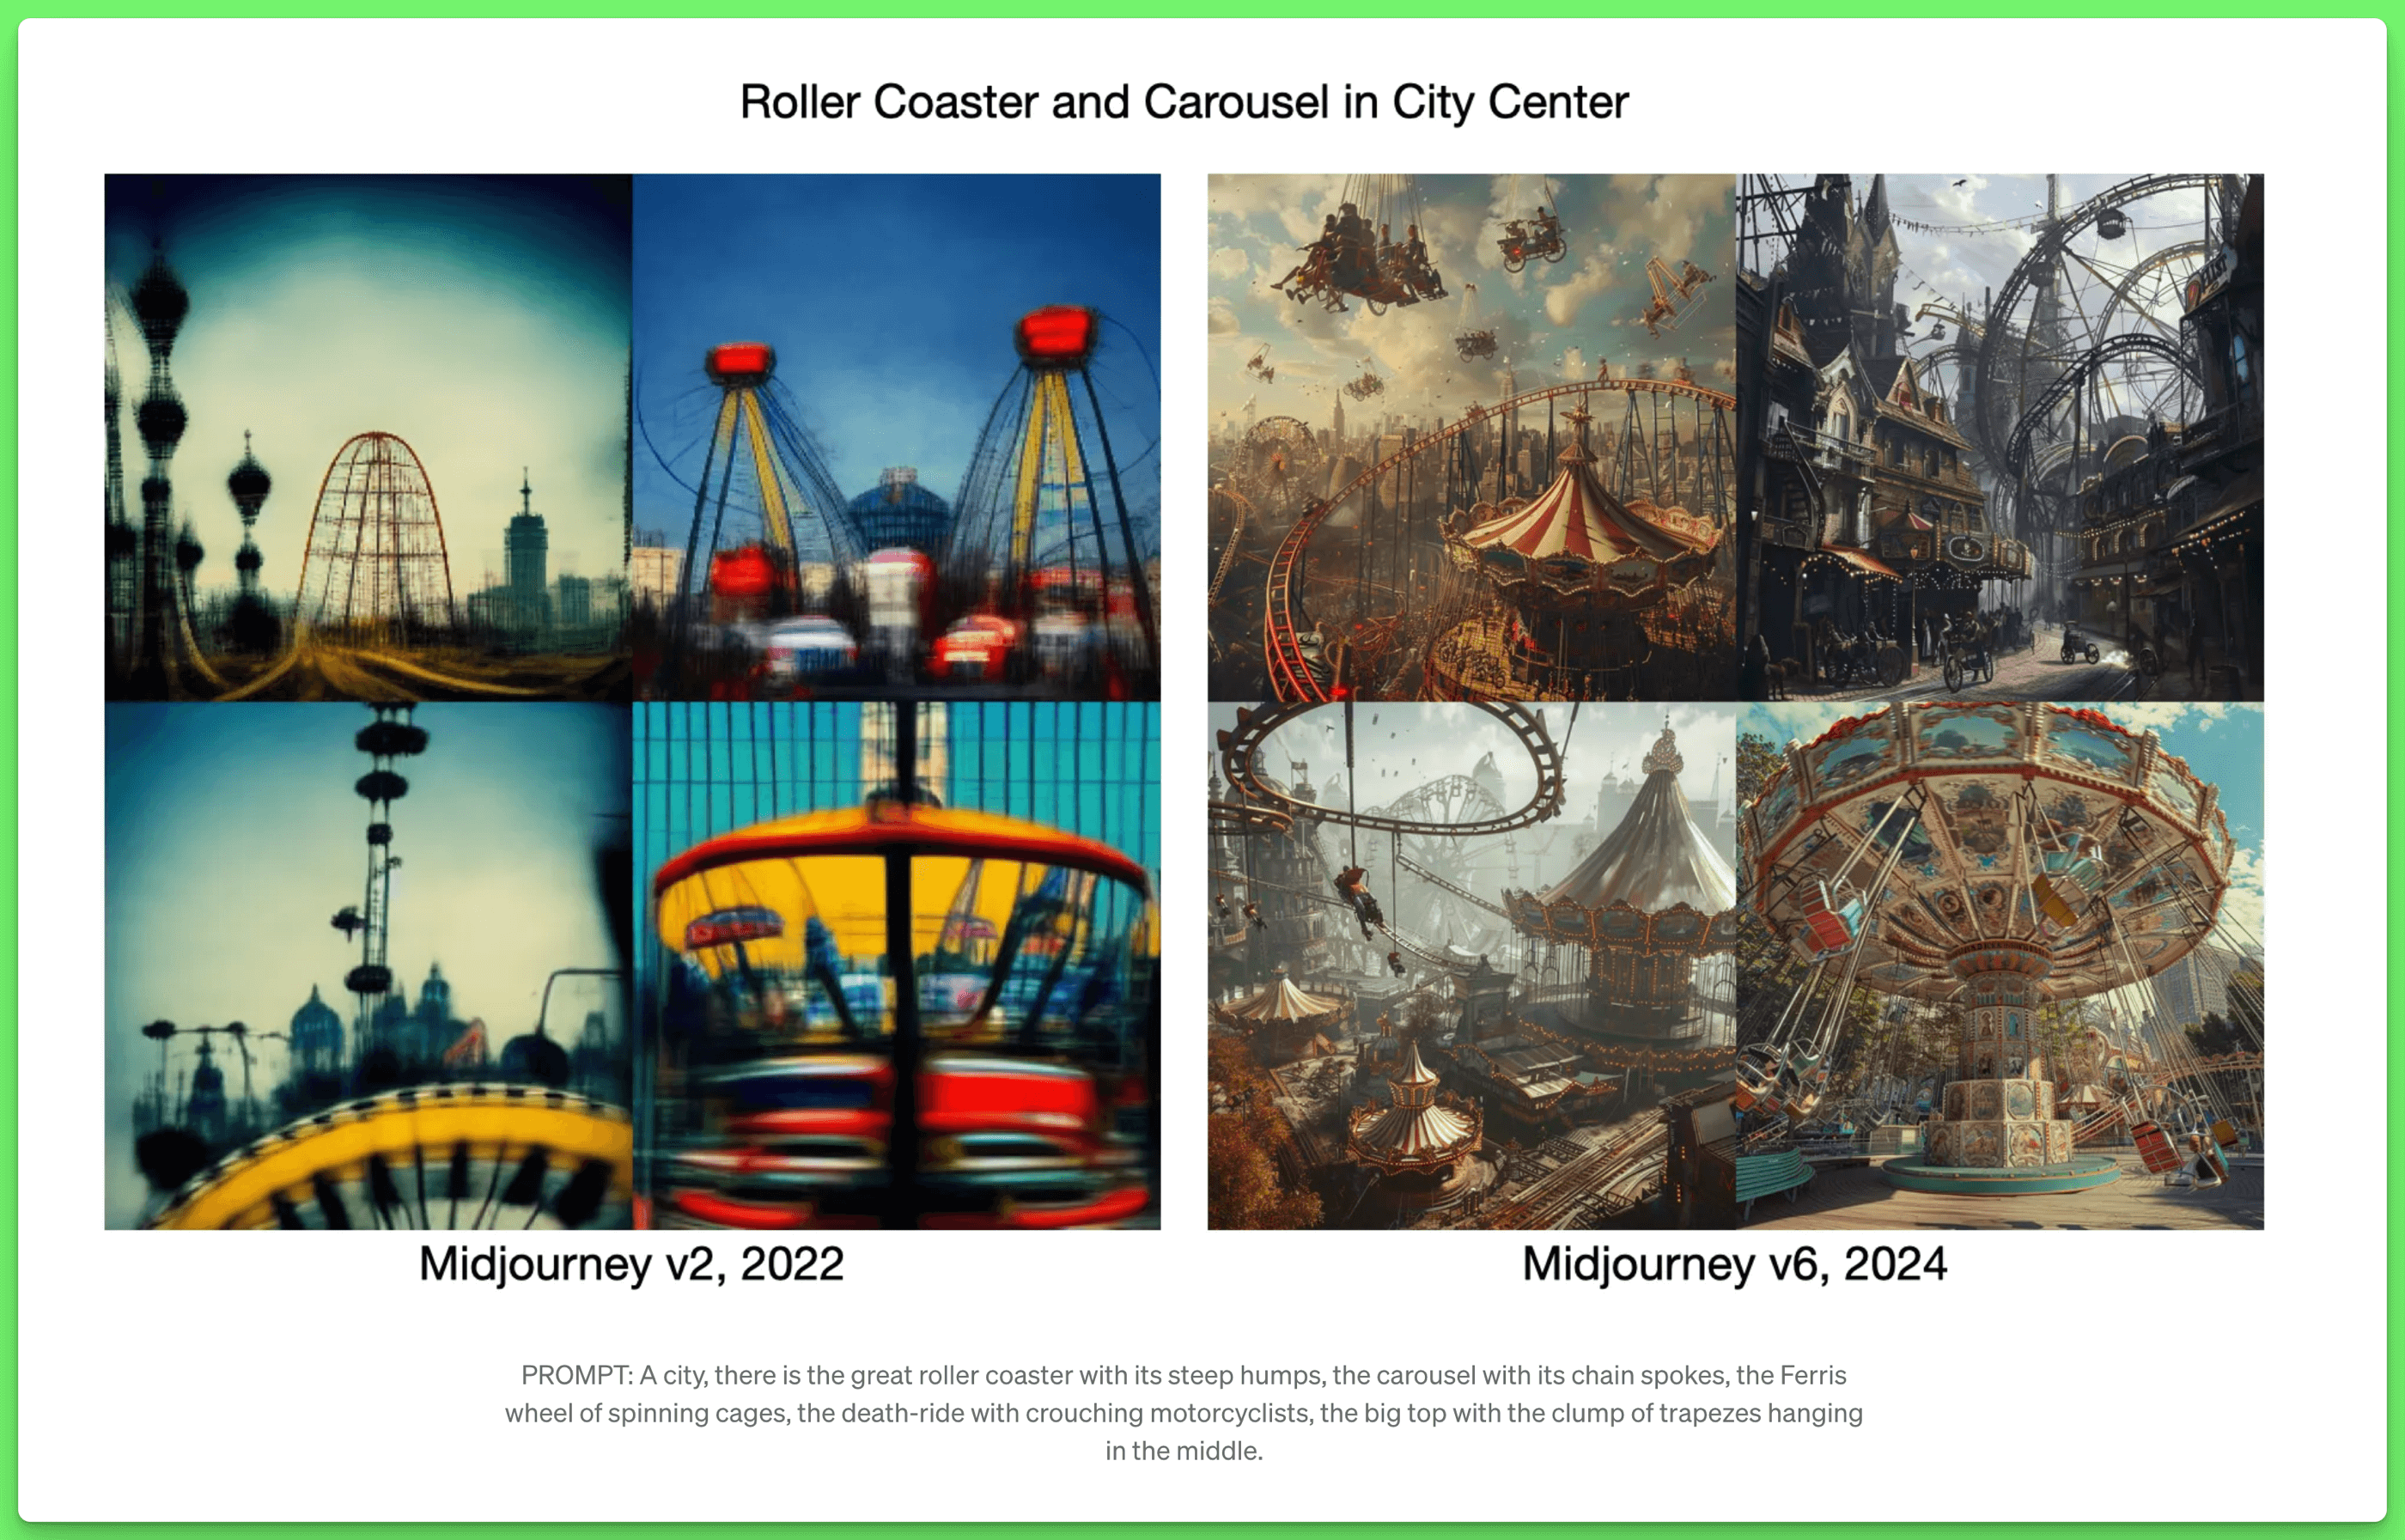 Roller Coaster and Carousel in City Center
Midjourney v2, 2022
Midjourney v6, 2024
PROMPT: A city, there is the great roller coaster with its steep humps, the carousel with its chain spokes, the Ferris
wheel of spinning cages, the death-ride with crouching motorcyclists, the big top with the clump of trapezes hanging
in the middle.